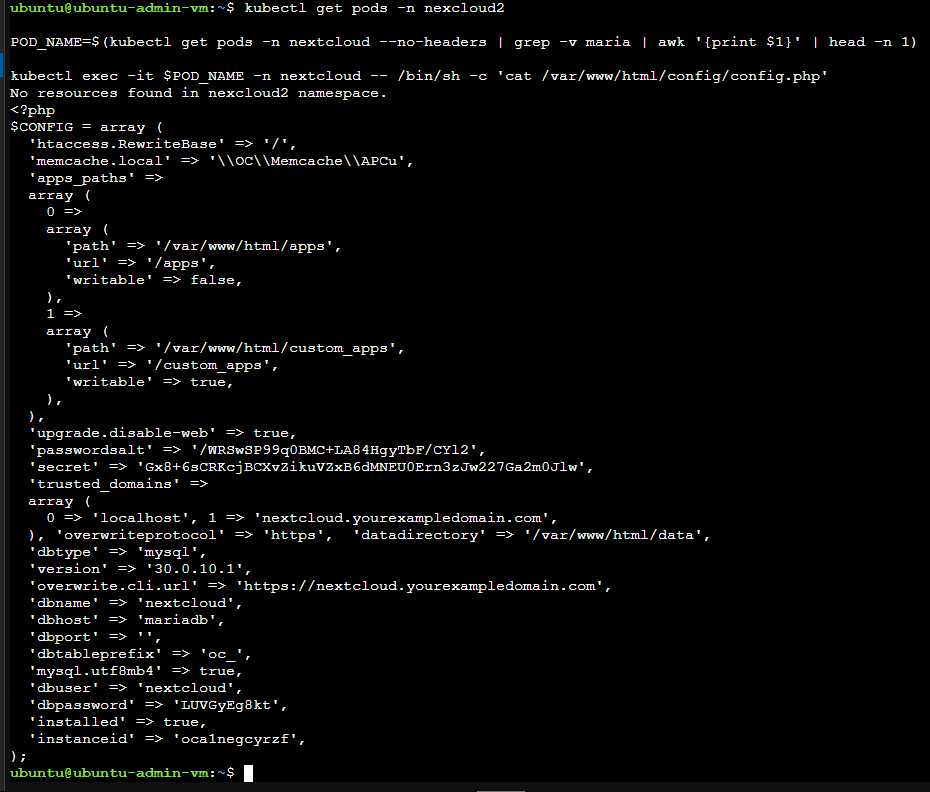 ubuntu@ubuntu-admin-vm:~$ kubectl get pods -n nexcloud2

POD_NAME=$(kubectl get pods -n nextcloud --no-headers | grep -v maria | awk '{print $1}' | head -n 1)

kubectl exec -it $POD_NAME -n nextcloud -- /bin/sh -c 'cat /var/www/html/config/config.php'
No resources found in nexcloud2 namespace.
<?php
$CONFIG = array (
  'htaccess.RewriteBase' => '/',
  'memcache.local' => '\\OC\\Memcache\\APCu',
  'apps_paths' =>
  array (
    0 =>
    array (
      'path' => '/var/www/html/apps',
      'url' => '/apps',
      'writable' => false,
    ),
    1 =>
    array (
      'path' => '/var/www/html/custom_apps',
      'url' => '/custom_apps',
      'writable' => true,
    ),
  ),
  'upgrade.disable-web' => true,
  'passwordsalt' => '/WRSwSP99q0BMC+LA84HgyTbF/CYl2',
  'secret' => 'Gx8+6sCRKcjBCXvZikuVZxB6dMNEU0Ern3zJw227Ga2m0Jlw',
  'trusted_domains' =>
  array (
    0 => 'localhost', 1 => 'nextcloud.yourexampledomain.com',
  ), 'overwriteprotocol' => 'https',  'datadirectory' => '/var/www/html/data',
  'dbtype' => 'mysql',
  'version' => '30.0.10.1',
  'overwrite.cli.url' => 'https://nextcloud.yourexampledomain.com',
  'dbname' => 'nextcloud',
  'dbhost' => 'mariadb',
  'dbport' => '',
  'dbtableprefix' => 'oc_',
  'mysql.utf8mb4' => true,
  'dbuser' => 'nextcloud',
  'dbpassword' => 'LUVGyEg8kt',
  'installed' => true,
  'instanceid' => 'oca1negcyrzf',
);
ubuntu@ubuntu-admin-vm:~$